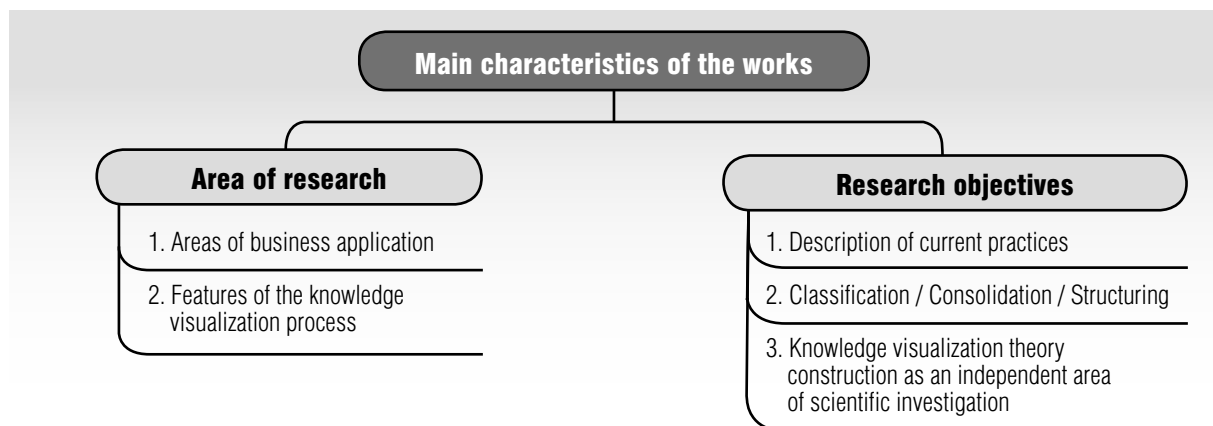 Main characteristics of the works
Area of research
1. Areas of business application
2. Features of the knowledge
visualization process
Research objectives
1. Description of current practices
2. Classification / Consolidation / Structuring
3. Knowledge visualization theory
construction as an independent area
of scientific investigation